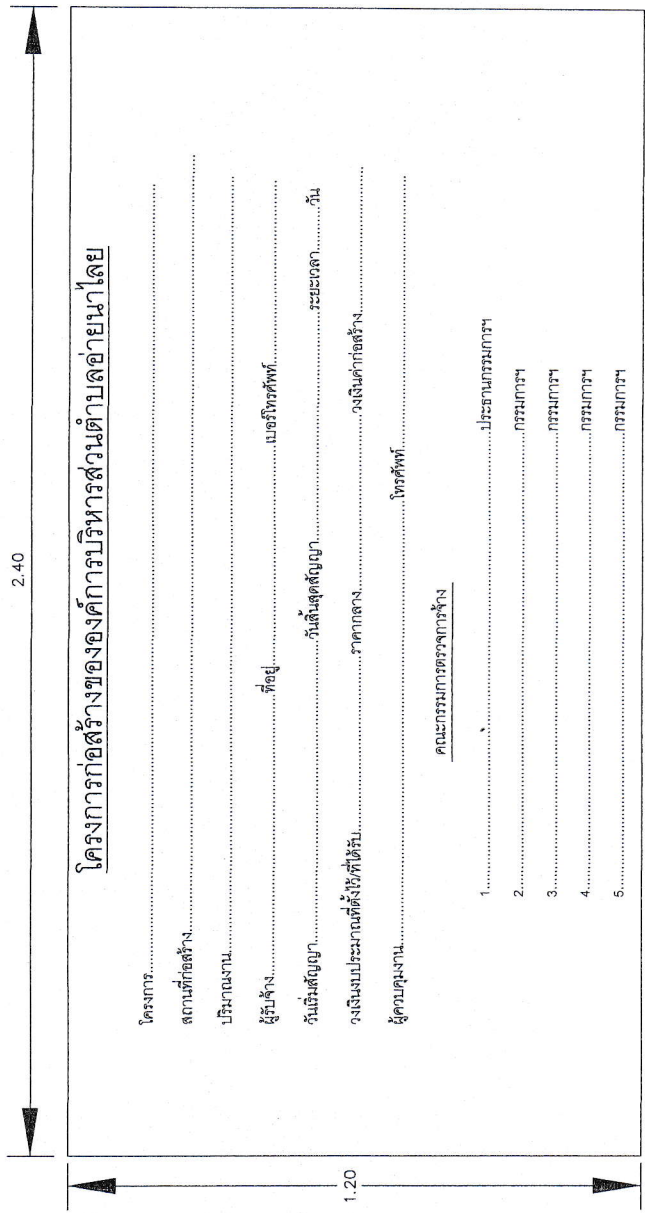 2.40
โครงการก่อสร้างขององค์การบริหารส่วนตำบลอ่ายนาไลย
โครงการ................................................................
สถานที่ก่อสร้าง................................................................
ปริมาณงาน................................................................
ผู้รับจ้าง................................ที่อยู่................................เบอร์โทรศัพท์................................
วันเริ่มสัญญา................................วันสิ้นสุดสัญญา................................ระยะเวลา..........วัน
วงเงินงบประมาณที่ตั้งไว้/ที่ได้รับ................................ราคากลาง................................วงเงินค่าก่อสร้าง................................
ผู้ควบคุมงาน................................โทรศัพท์................................
คณะกรรมการตรวจการจ้าง
1................................ประธานกรรมการฯ
2................................กรรมการฯ
3................................กรรมการฯ
4................................กรรมการฯ
5................................กรรมการฯ
1.20